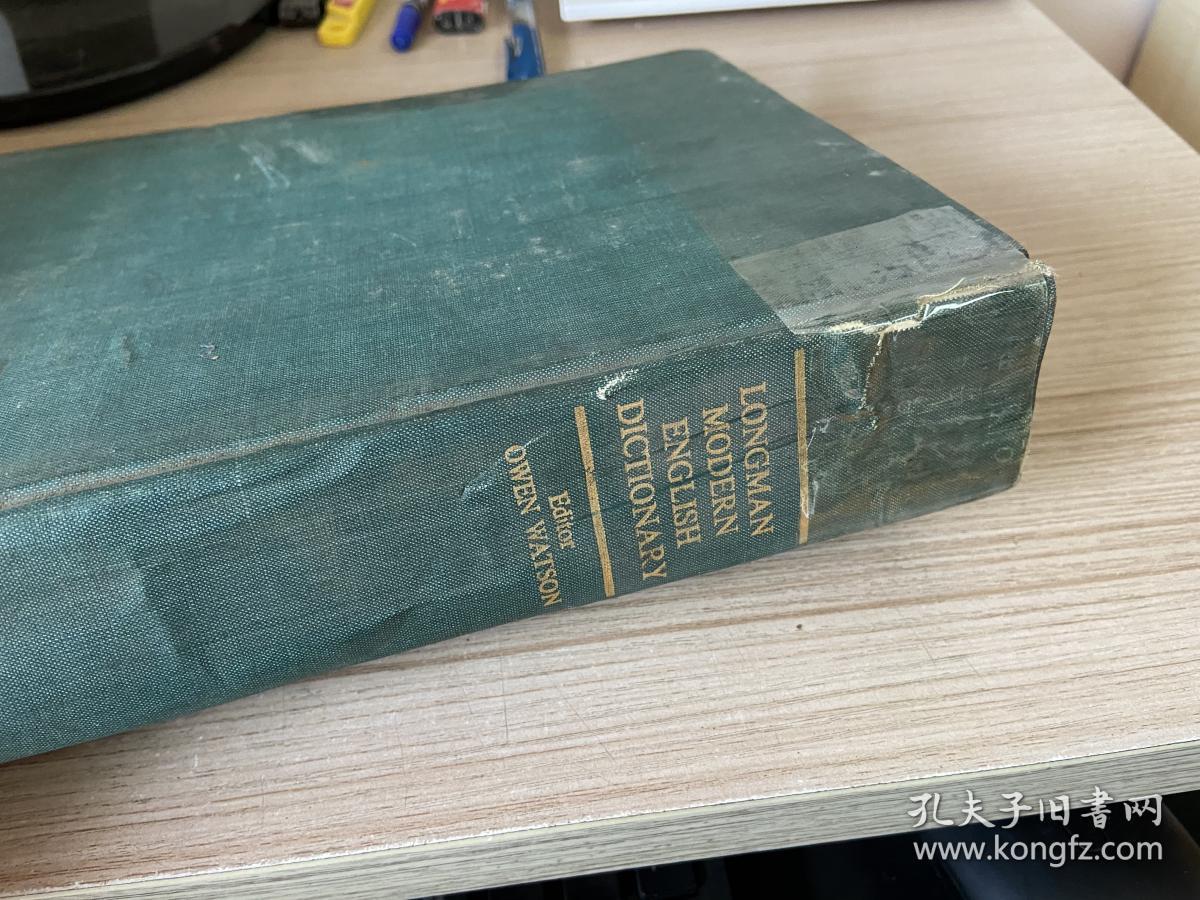 LONGMAN
MODERN
ENGLISH
DICTIONARY
Editor
OWEN WATSON
孔夫子旧书网
www.kongfz.com